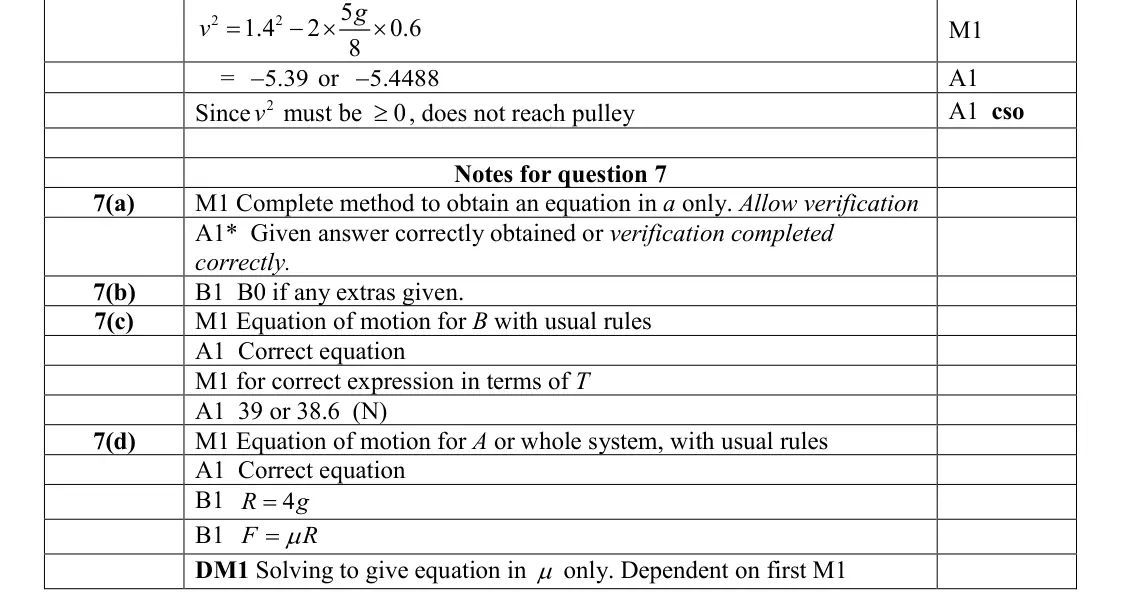 v² = 1.4² − 2 × 5g/8 × 0.6 M1
= –5.39 or –5.4488 A1
Since v² must be ≥ 0, does not reach pulley A1 cso
Notes for question 7
7(a) M1 Complete method to obtain an equation in a only. Allow verification
A1* Given answer correctly obtained or verification completed
correctly.
7(b) B1 B0 if any extras given.
7(c) M1 Equation of motion for B with usual rules
A1 Correct equation
M1 for correct expression in terms of T
A1 39 or 38.6 (N)
7(d) M1 Equation of motion for A or whole system, with usual rules
A1 Correct equation
B1 R = 4g
B1 F = μR
DM1 Solving to give equation in μ only. Dependent on first M1